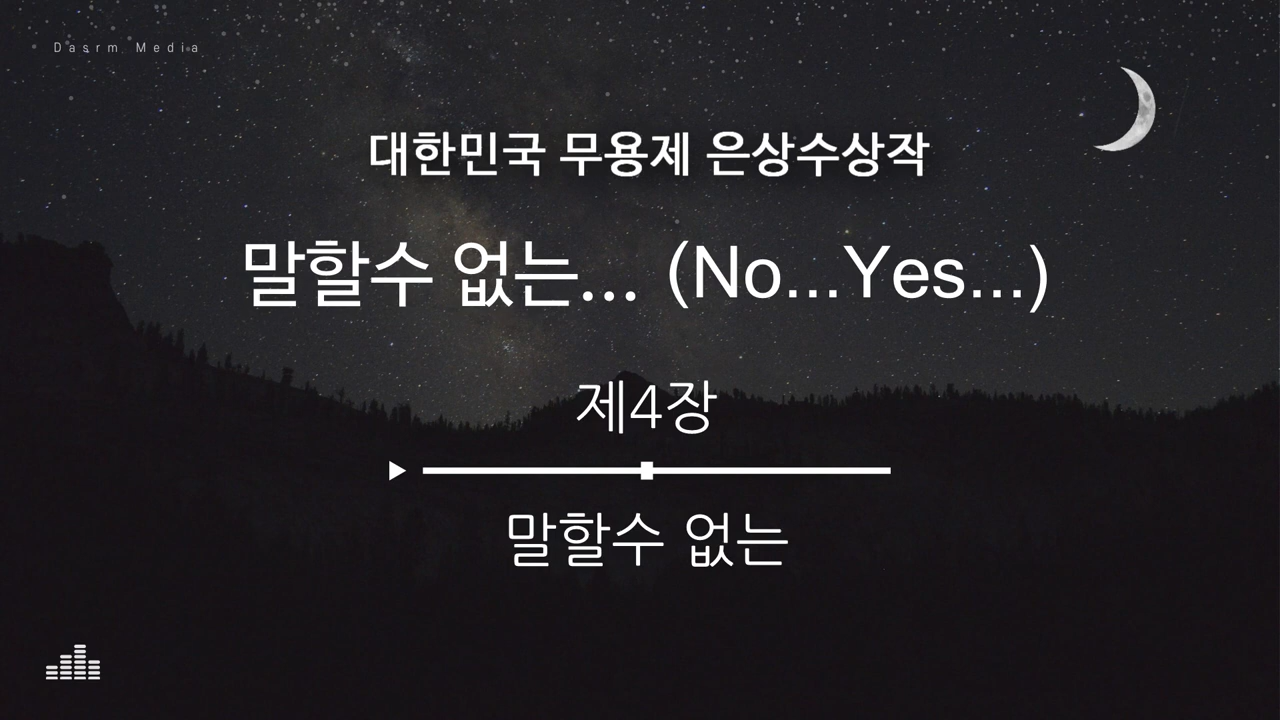 Dasrm Media
대한민국 무용제 은상수상작
말할수 없는... (No...Yes...)
제4장
말할수 없는